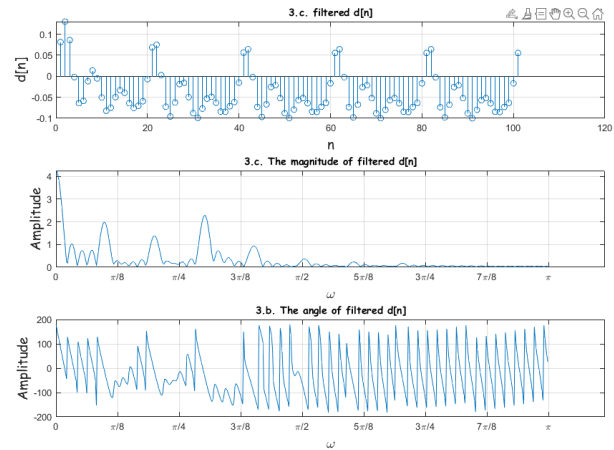 3.c. filtered d[n]
d[n]
0.1
0.05
0
-0.05
-0.1
0 20 40 60 80 100 120
n
3.c. The magnitude of filtered d[n]
Amplitude
4
3
2
1
0
0 π/8 π/4 3π/8 π/2 5π/8 3π/4 7π/8 π
ω
3.b. The angle of filtered d[n]
Amplitude
200
100
0
-100
-200
0 π/8 π/4 3π/8 π/2 5π/8 3π/4 7π/8 π
ω